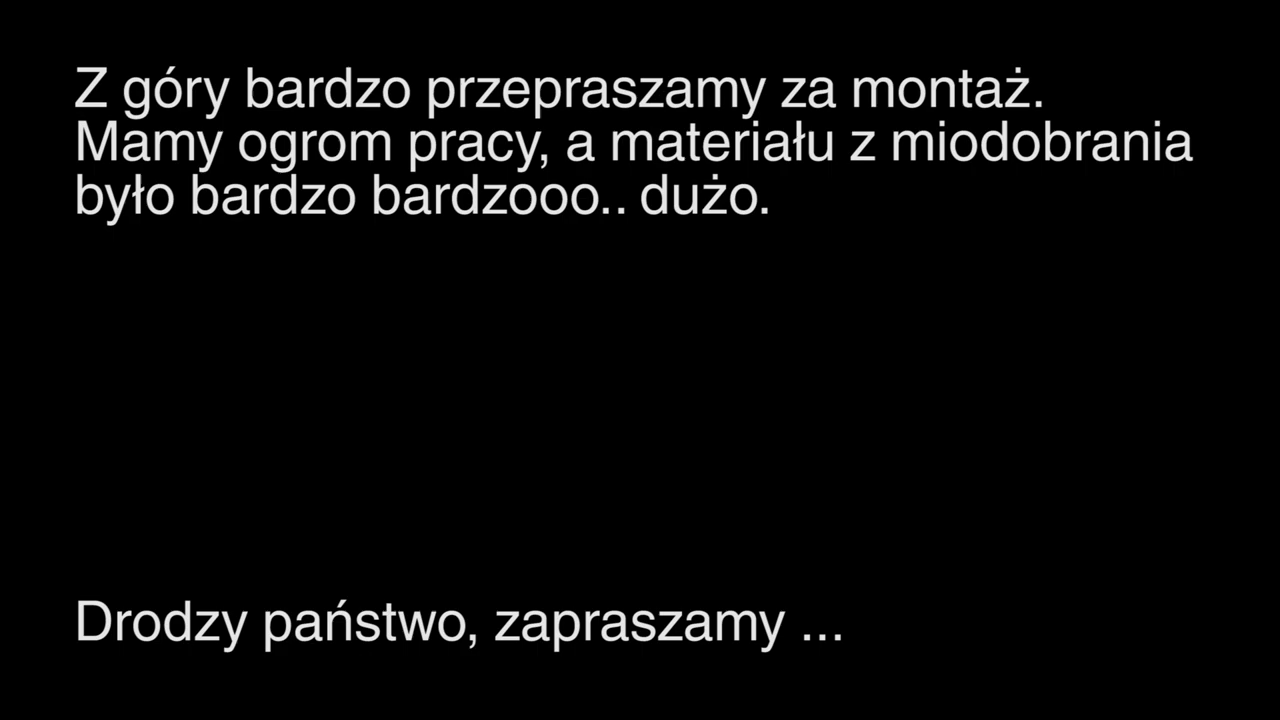 Z góry bardzo przepraszamy za montaż.
Mamy ogrom pracy, a materiału z miodobrania
było bardzo bardzooo.. dużo.
Drodzy państwo, zapraszamy ...